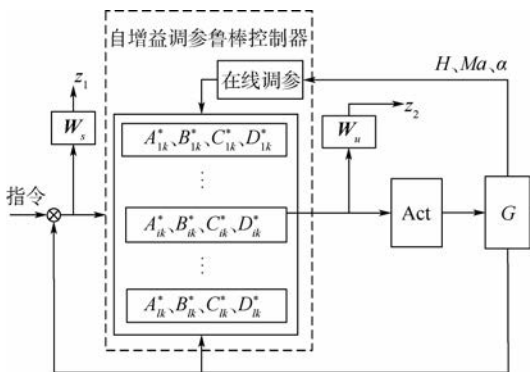 自增益调参鲁棒控制器
z₁
在线调参
H、Ma、α
Wₛ
Wᵤ
z₂
A*₁ₖ、B*₁ₖ、C*₁ₖ、D*₁ₖ
⋮
指令
A*ᵢₖ、B*ᵢₖ、C*ᵢₖ、D*ᵢₖ
Act
G
⋮
A*ₗₖ、B*ₗₖ、C*ₗₖ、D*ₗₖ